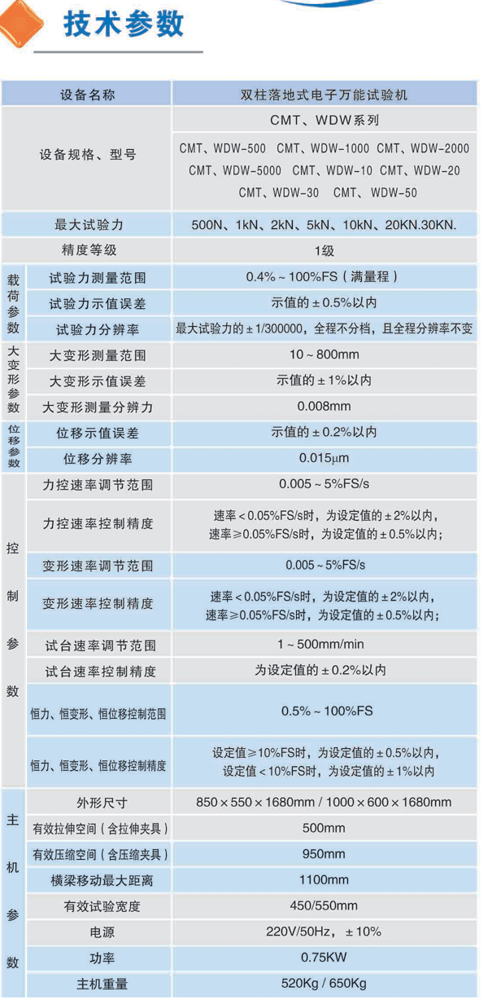 技术参数
设备名称 双柱落地式电子万能试验机
设备规格、型号
CMT、WDW系列
CMT、WDW-500 CMT、WDW-1000 CMT、WDW-2000
CMT、WDW-5000 CMT、WDW-10 CMT、WDW-20
CMT、WDW-30 CMT、 WDW-50
最大试验力 500N、1kN、2kN、5kN、10kN、20KN.30KN.
精度等级 1级
载荷参数
试验力测量范围 0.4%~100%FS(满量程)
试验力示值误差 示值的±0.5%以内
试验力分辨率 最大试验力的±1/300000，全程不分档，且全程分辨率不变
大变形参数
大变形测量范围 10~800mm
大变形示值误差 示值的±1%以内
大变形测量分辨力 0.008mm
位移参数
位移示值误差 示值的±0.2%以内
位移分辨率 0.015μm
控制参数
力控速率调节范围 0.005~5%FS/s
力控速率控制精度
速率<0.05%FS/s时，为设定值的±2%以内，
速率≥0.05%FS/s时，为设定值的±0.5%以内；
变形速率调节范围 0.005~5%FS/s
变形速率控制精度
速率<0.05%FS/s时，为设定值的±2%以内，
速率≥0.05%FS/s时，为设定值的±0.5%以内；
试台速率调节范围 1~500mm/min
试台速率控制精度 为设定值的±0.2%以内
恒力、恒变形、恒位移控制范围 0.5%~100%FS
恒力、恒变形、恒位移控制精度
设定值≥10%FS时，为设定值的±0.5%以内，
设定值<10%FS时，为设定值的±1%以内
主机参数
外形尺寸 850×550×1680mm / 1000×600×1680mm
有效拉伸空间(含拉伸夹具) 500mm
有效压缩空间(含压缩夹具) 950mm
横梁移动最大距离 1100mm
有效试验宽度 450/550mm
电源 220V/50Hz，±10%
功率 0.75KW
主机重量 520Kg / 650Kg